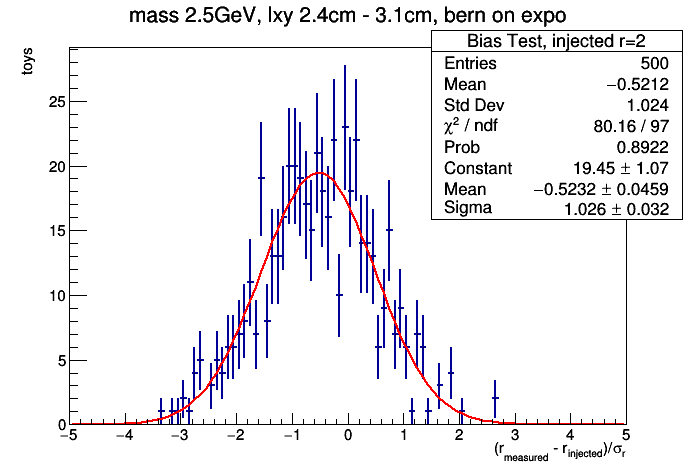 mass 2.5GeV, lxy 2.4cm - 3.1cm, bern on expo
toys
Bias Test, injected r=2
Entries 500
Mean −0.5212
Std Dev 1.024
χ² / ndf 80.16 / 97
Prob 0.8922
Constant 19.45 ± 1.07
Mean −0.5232 ± 0.0459
Sigma 1.026 ± 0.032
25
20
15
10
5
0
−5 −4 −3 −2 −1 0 1 2 3 4 5
(r_measured - r_injected)/σ_r